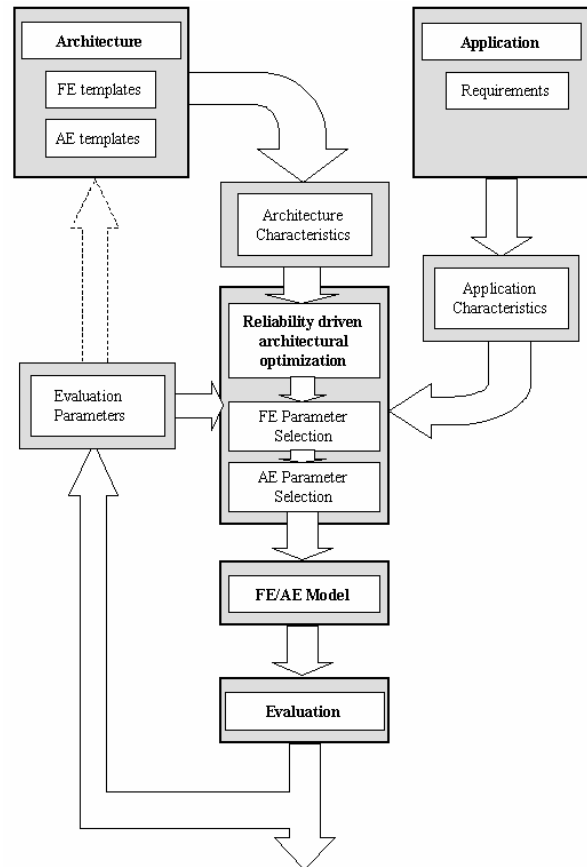 Architecture
FE templates
AE templates
Application
Requirements
Architecture
Characteristics
Application
Characteristics
Reliability driven
architectural
optimization
Evaluation
Parameters
FE Parameter
Selection
AE Parameter
Selection
FE/AE Model
Evaluation